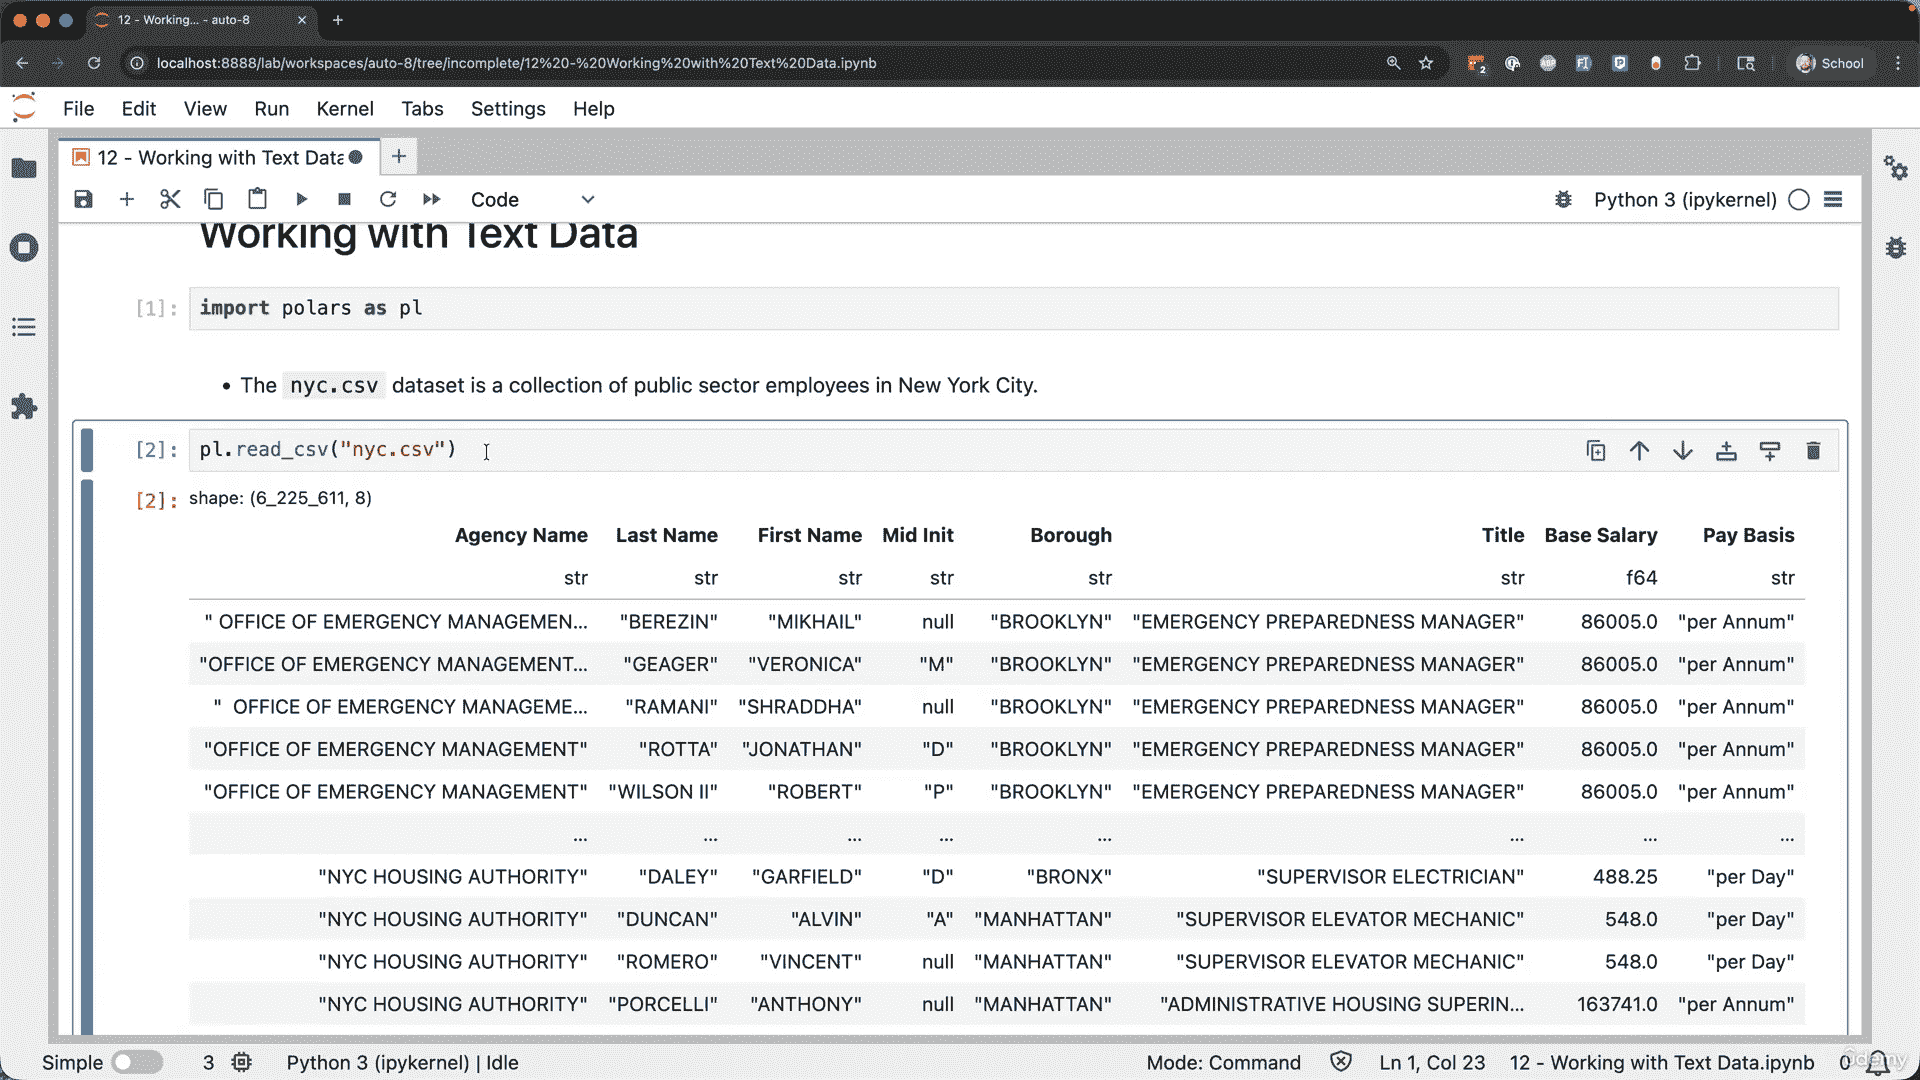 12 - Working... - auto-8
localhost:8888/lab/workspaces/auto-8/tree/incomplete/12%20-%20Working%20with%20Text%20Data.ipynb
2
ABP
School
File Edit View Run Kernel Tabs Settings Help
12 - Working with Text Data
Code
Python 3 (ipykernel)
Working with Text Data
[1]: import polars as pl
• The nyc.csv dataset is a collection of public sector employees in New York City.
[2]: pl.read_csv("nyc.csv")
[2]: shape: (6_225_611, 8)
Agency Name Last Name First Name Mid Init Borough Title Base Salary Pay Basis
str str str str str str f64 str
" OFFICE OF EMERGENCY MANAGEMEN... "BEREZIN" "MIKHAIL" null "BROOKLYN" "EMERGENCY PREPAREDNESS MANAGER" 86005.0 "per Annum"
"OFFICE OF EMERGENCY MANAGEMENT... "GEAGER" "VERONICA" "M" "BROOKLYN" "EMERGENCY PREPAREDNESS MANAGER" 86005.0 "per Annum"
"  OFFICE OF EMERGENCY MANAGEME... "RAMANI" "SHRADDHA" null "BROOKLYN" "EMERGENCY PREPAREDNESS MANAGER" 86005.0 "per Annum"
"OFFICE OF EMERGENCY MANAGEMENT" "ROTTA" "JONATHAN" "D" "BROOKLYN" "EMERGENCY PREPAREDNESS MANAGER" 86005.0 "per Annum"
"OFFICE OF EMERGENCY MANAGEMENT" "WILSON II" "ROBERT" "P" "BROOKLYN" "EMERGENCY PREPAREDNESS MANAGER" 86005.0 "per Annum"
... ... ... ... ... ... ... ...
"NYC HOUSING AUTHORITY" "DALEY" "GARFIELD" "D" "BRONX" "SUPERVISOR ELECTRICIAN" 488.25 "per Day"
"NYC HOUSING AUTHORITY" "DUNCAN" "ALVIN" "A" "MANHATTAN" "SUPERVISOR ELEVATOR MECHANIC" 548.0 "per Day"
"NYC HOUSING AUTHORITY" "ROMERO" "VINCENT" null "MANHATTAN" "SUPERVISOR ELEVATOR MECHANIC" 548.0 "per Day"
"NYC HOUSING AUTHORITY" "PORCELLI" "ANTHONY" null "MANHATTAN" "ADMINISTRATIVE HOUSING SUPERIN... 163741.0 "per Annum"
Simple 3 Python 3 (ipykernel) | Idle Mode: Command Ln 1, Col 23 12 - Working with Text Data.ipynb 0
ûdemy